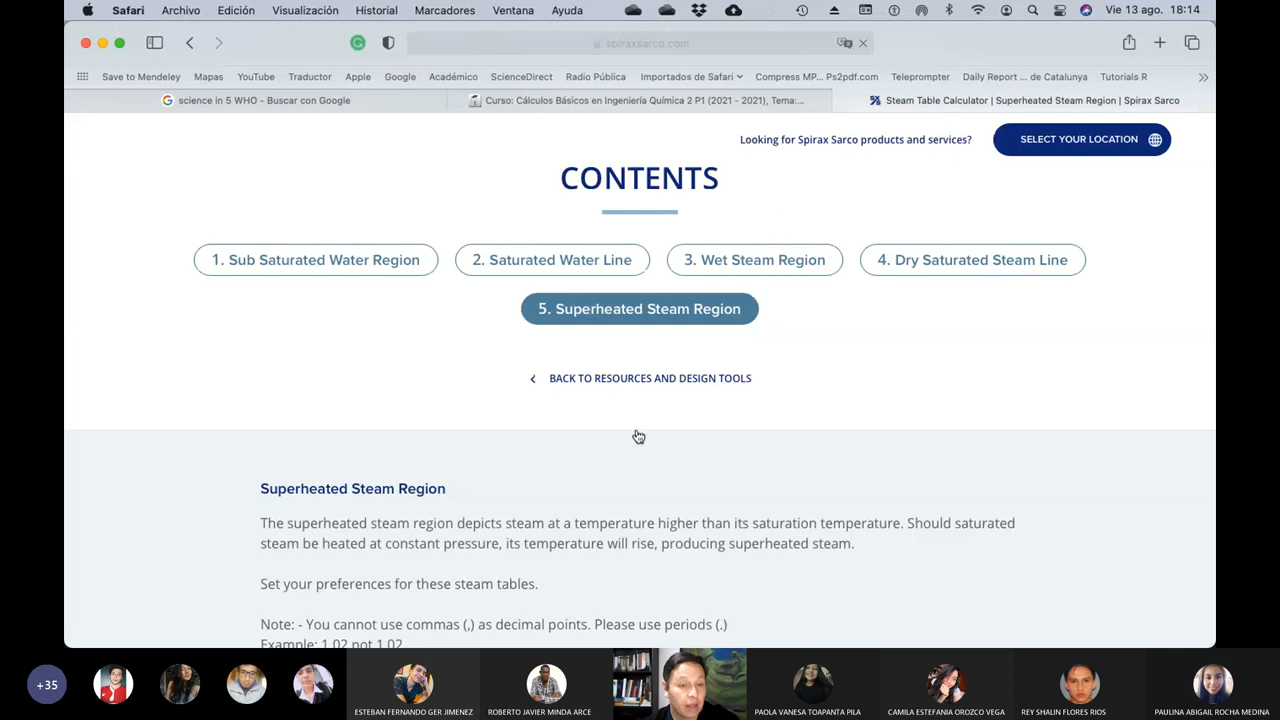 Safari Archivo Edición Visualización Historial Marcadores Ventana Ayuda Vie 13 ago. 18:14
spiraxsarco.com
Save to Mendeley Mapas YouTube Traductor Apple Google Académico ScienceDirect Radio Pública Importados de Safari Compress MP... Ps2pdf.com Teleprompter Daily Report ... de Catalunya Tutorials R
science in 5 WHO - Buscar con Google Curso: Cálculos Básicos en Ingeniería Química 2 P1 (2021 - 2021), Tema:... Steam Table Calculator | Superheated Steam Region | Spirax Sarco
Looking for Spirax Sarco products and services? SELECT YOUR LOCATION
CONTENTS
1. Sub Saturated Water Region 2. Saturated Water Line 3. Wet Steam Region 4. Dry Saturated Steam Line
5. Superheated Steam Region
BACK TO RESOURCES AND DESIGN TOOLS
Superheated Steam Region
The superheated steam region depicts steam at a temperature higher than its saturation temperature. Should saturated
steam be heated at constant pressure, its temperature will rise, producing superheated steam.
Set your preferences for these steam tables.
Note: - You cannot use commas (,) as decimal points. Please use periods (.)
Example: 1.02 not 1,02
+35 ESTEBAN FERNANDO GER JIMENEZ ROBERTO JAVIER MINDA ARCE PAOLA VANESA TOAPANTA PILA CAMILA ESTEFANIA OROZCO VEGA REY SHALIN FLORES RIOS PAULINA ABIGAIL ROCHA MEDINA